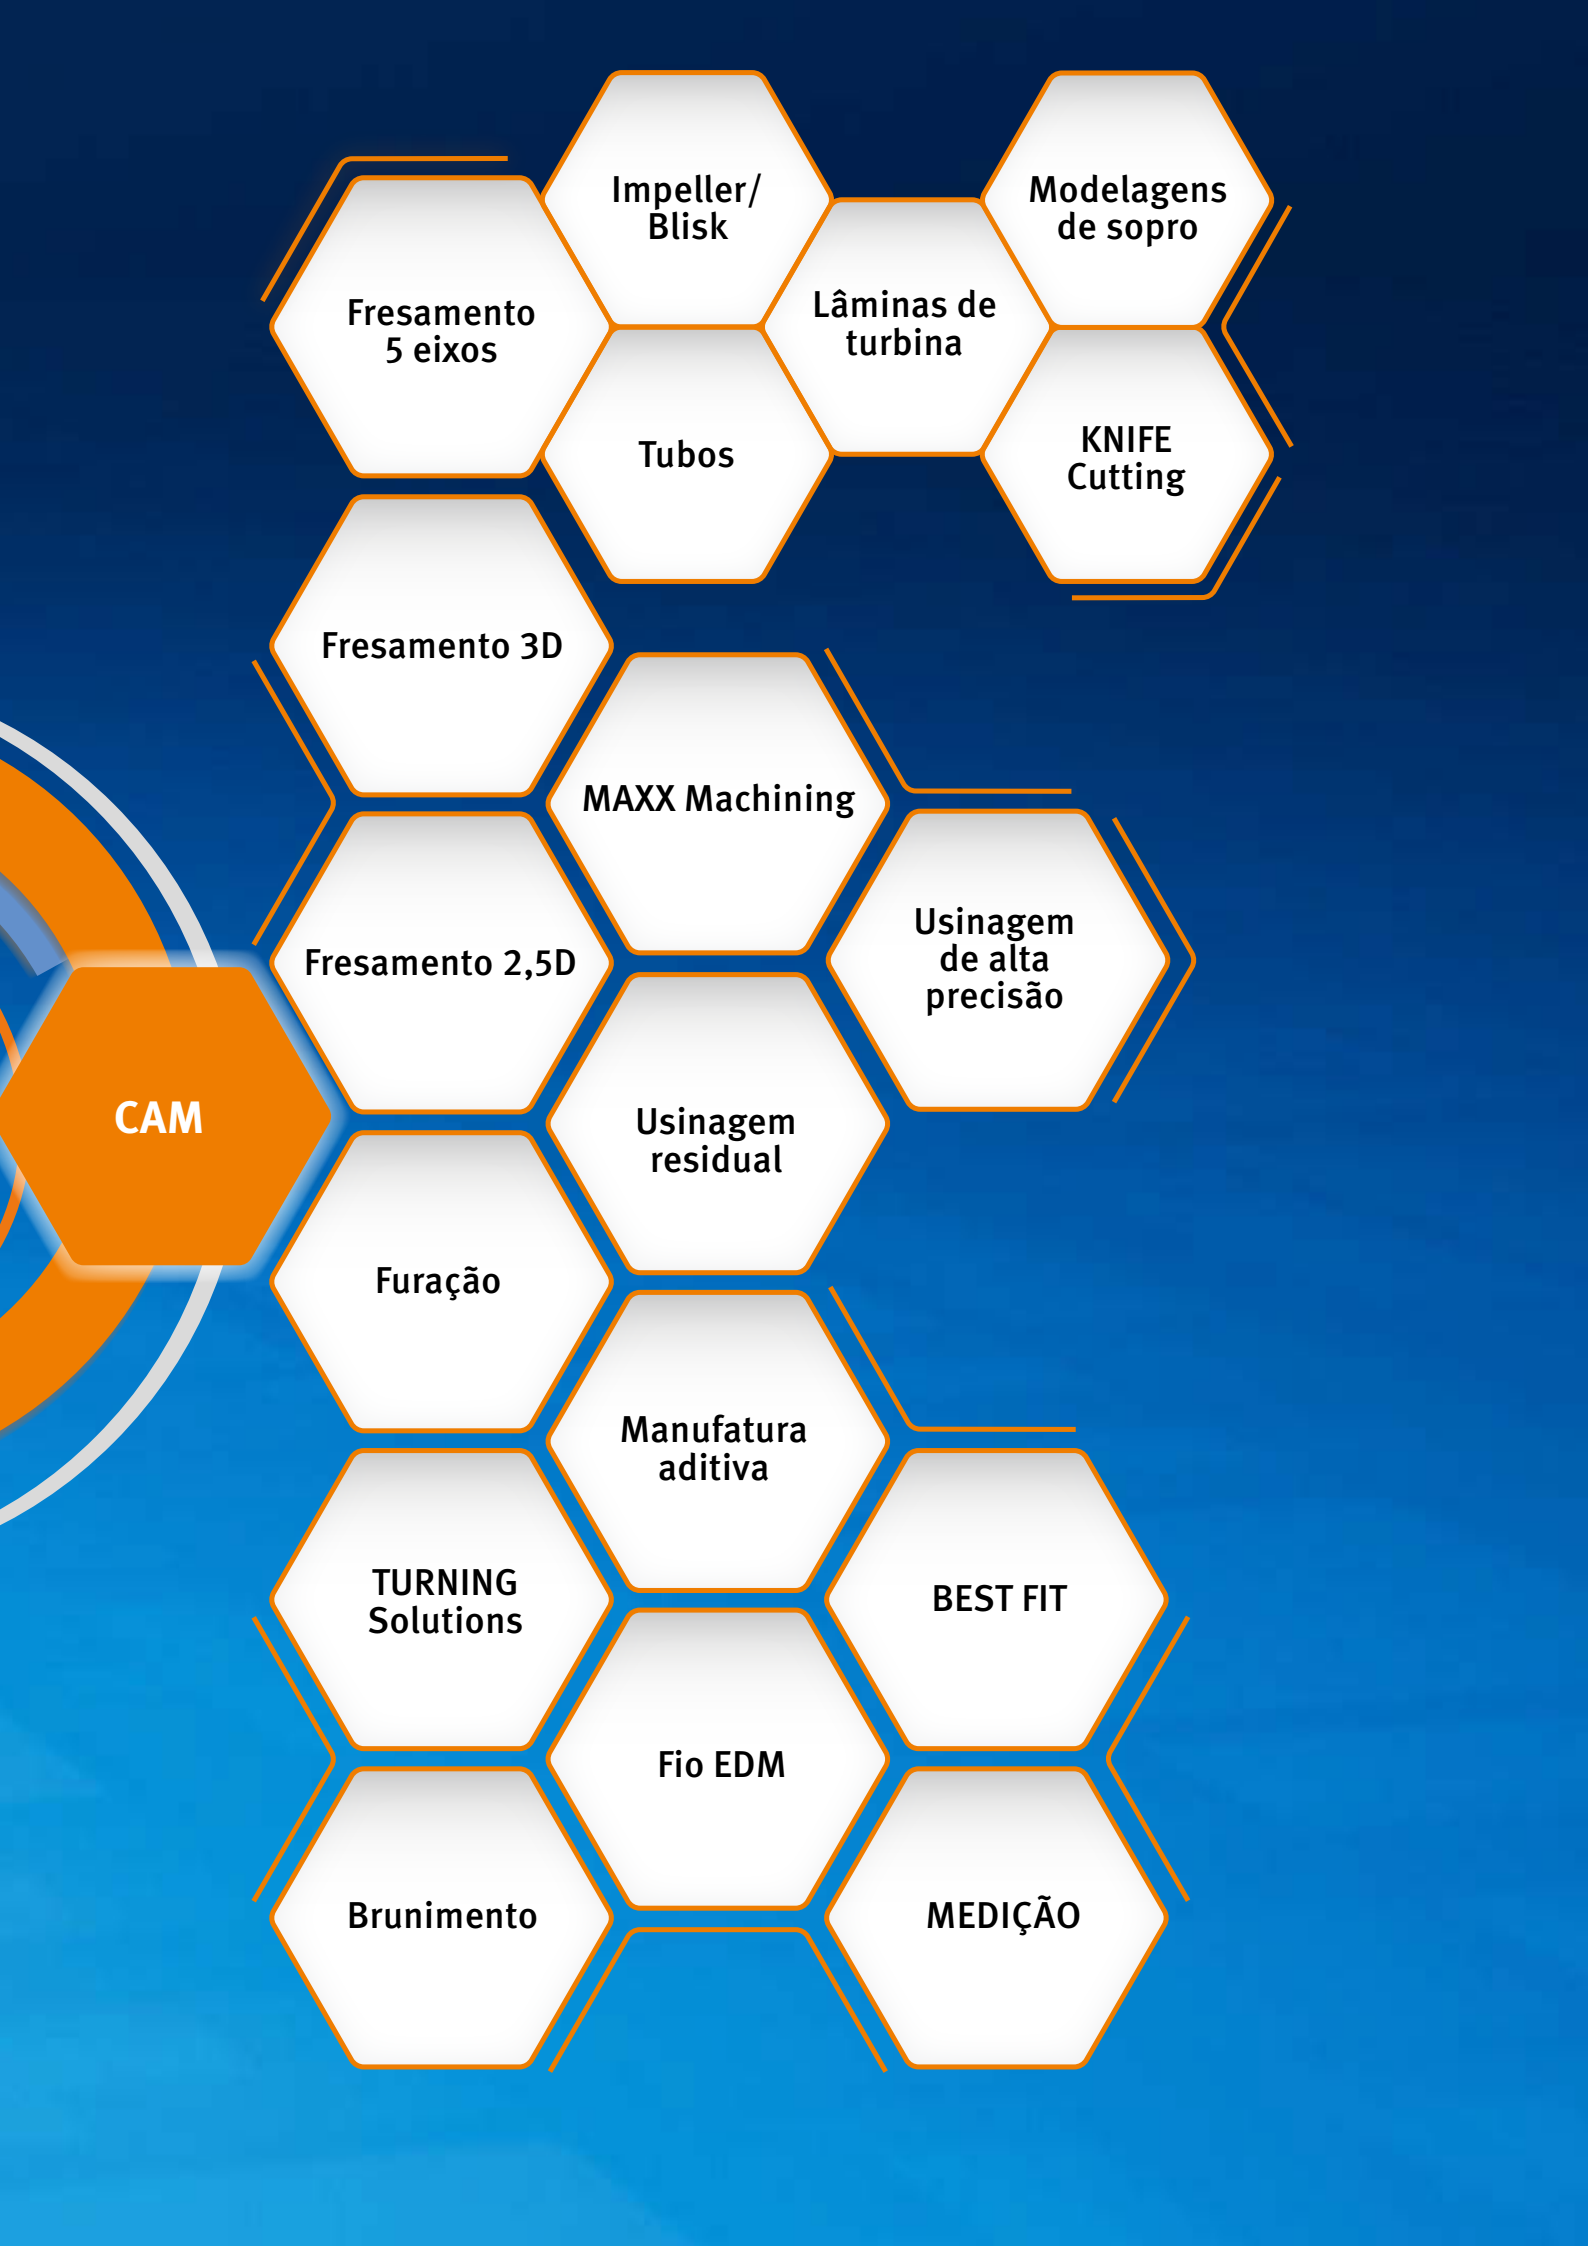 Impeller/
Blisk
Modelagens
de sopro
Fresamento
5 eixos
Lâminas de
turbina
Tubos
KNIFE
Cutting
Fresamento 3D
MAXX Machining
Fresamento 2,5D
Usinagem
de alta
precisão
CAM
Usinagem
residual
Furação
Manufatura
aditiva
TURNING
Solutions
BEST FIT
Fio EDM
Brunimento
MEDIÇÃO